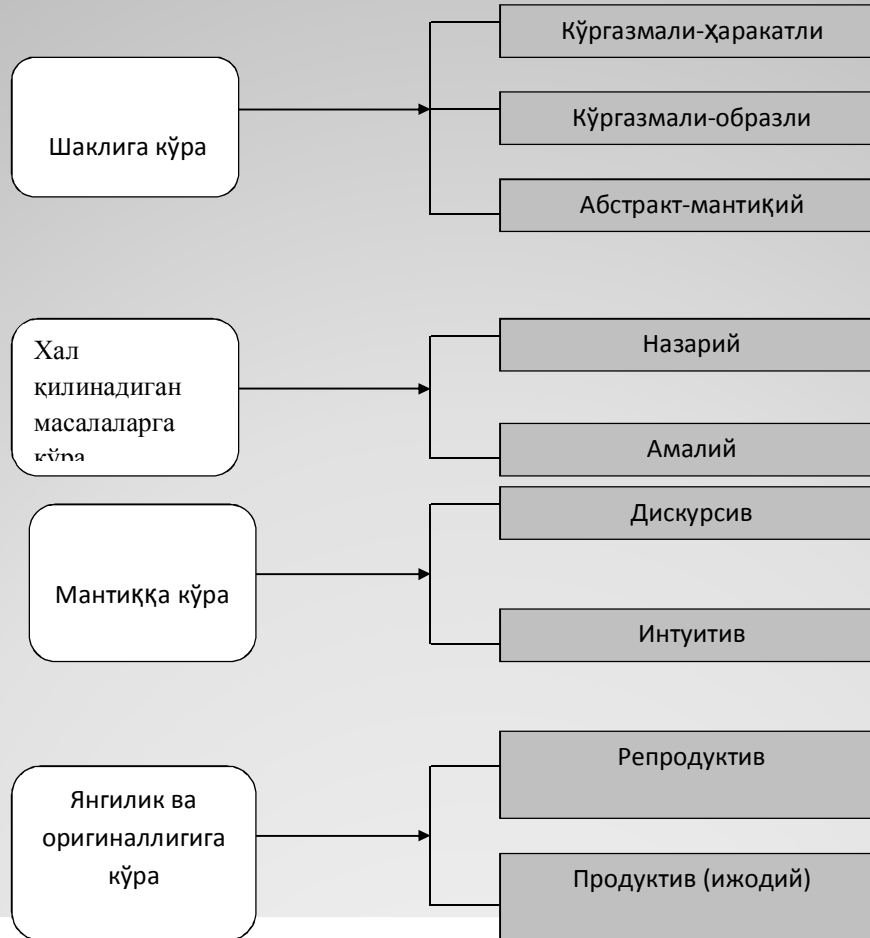 Шаклига кўра
Кўргазмали-ҳаракатли
Кўргазмали-образли
Абстракт-мантиқий
Хал
қилинадиган
масалаларга
кўра
Назарий
Амалий
Мантиққа кўра
Дискурсив
Интуитив
Янгилик ва
оригиналлигига
кўра
Репродуктив
Продуктив (ижодий)